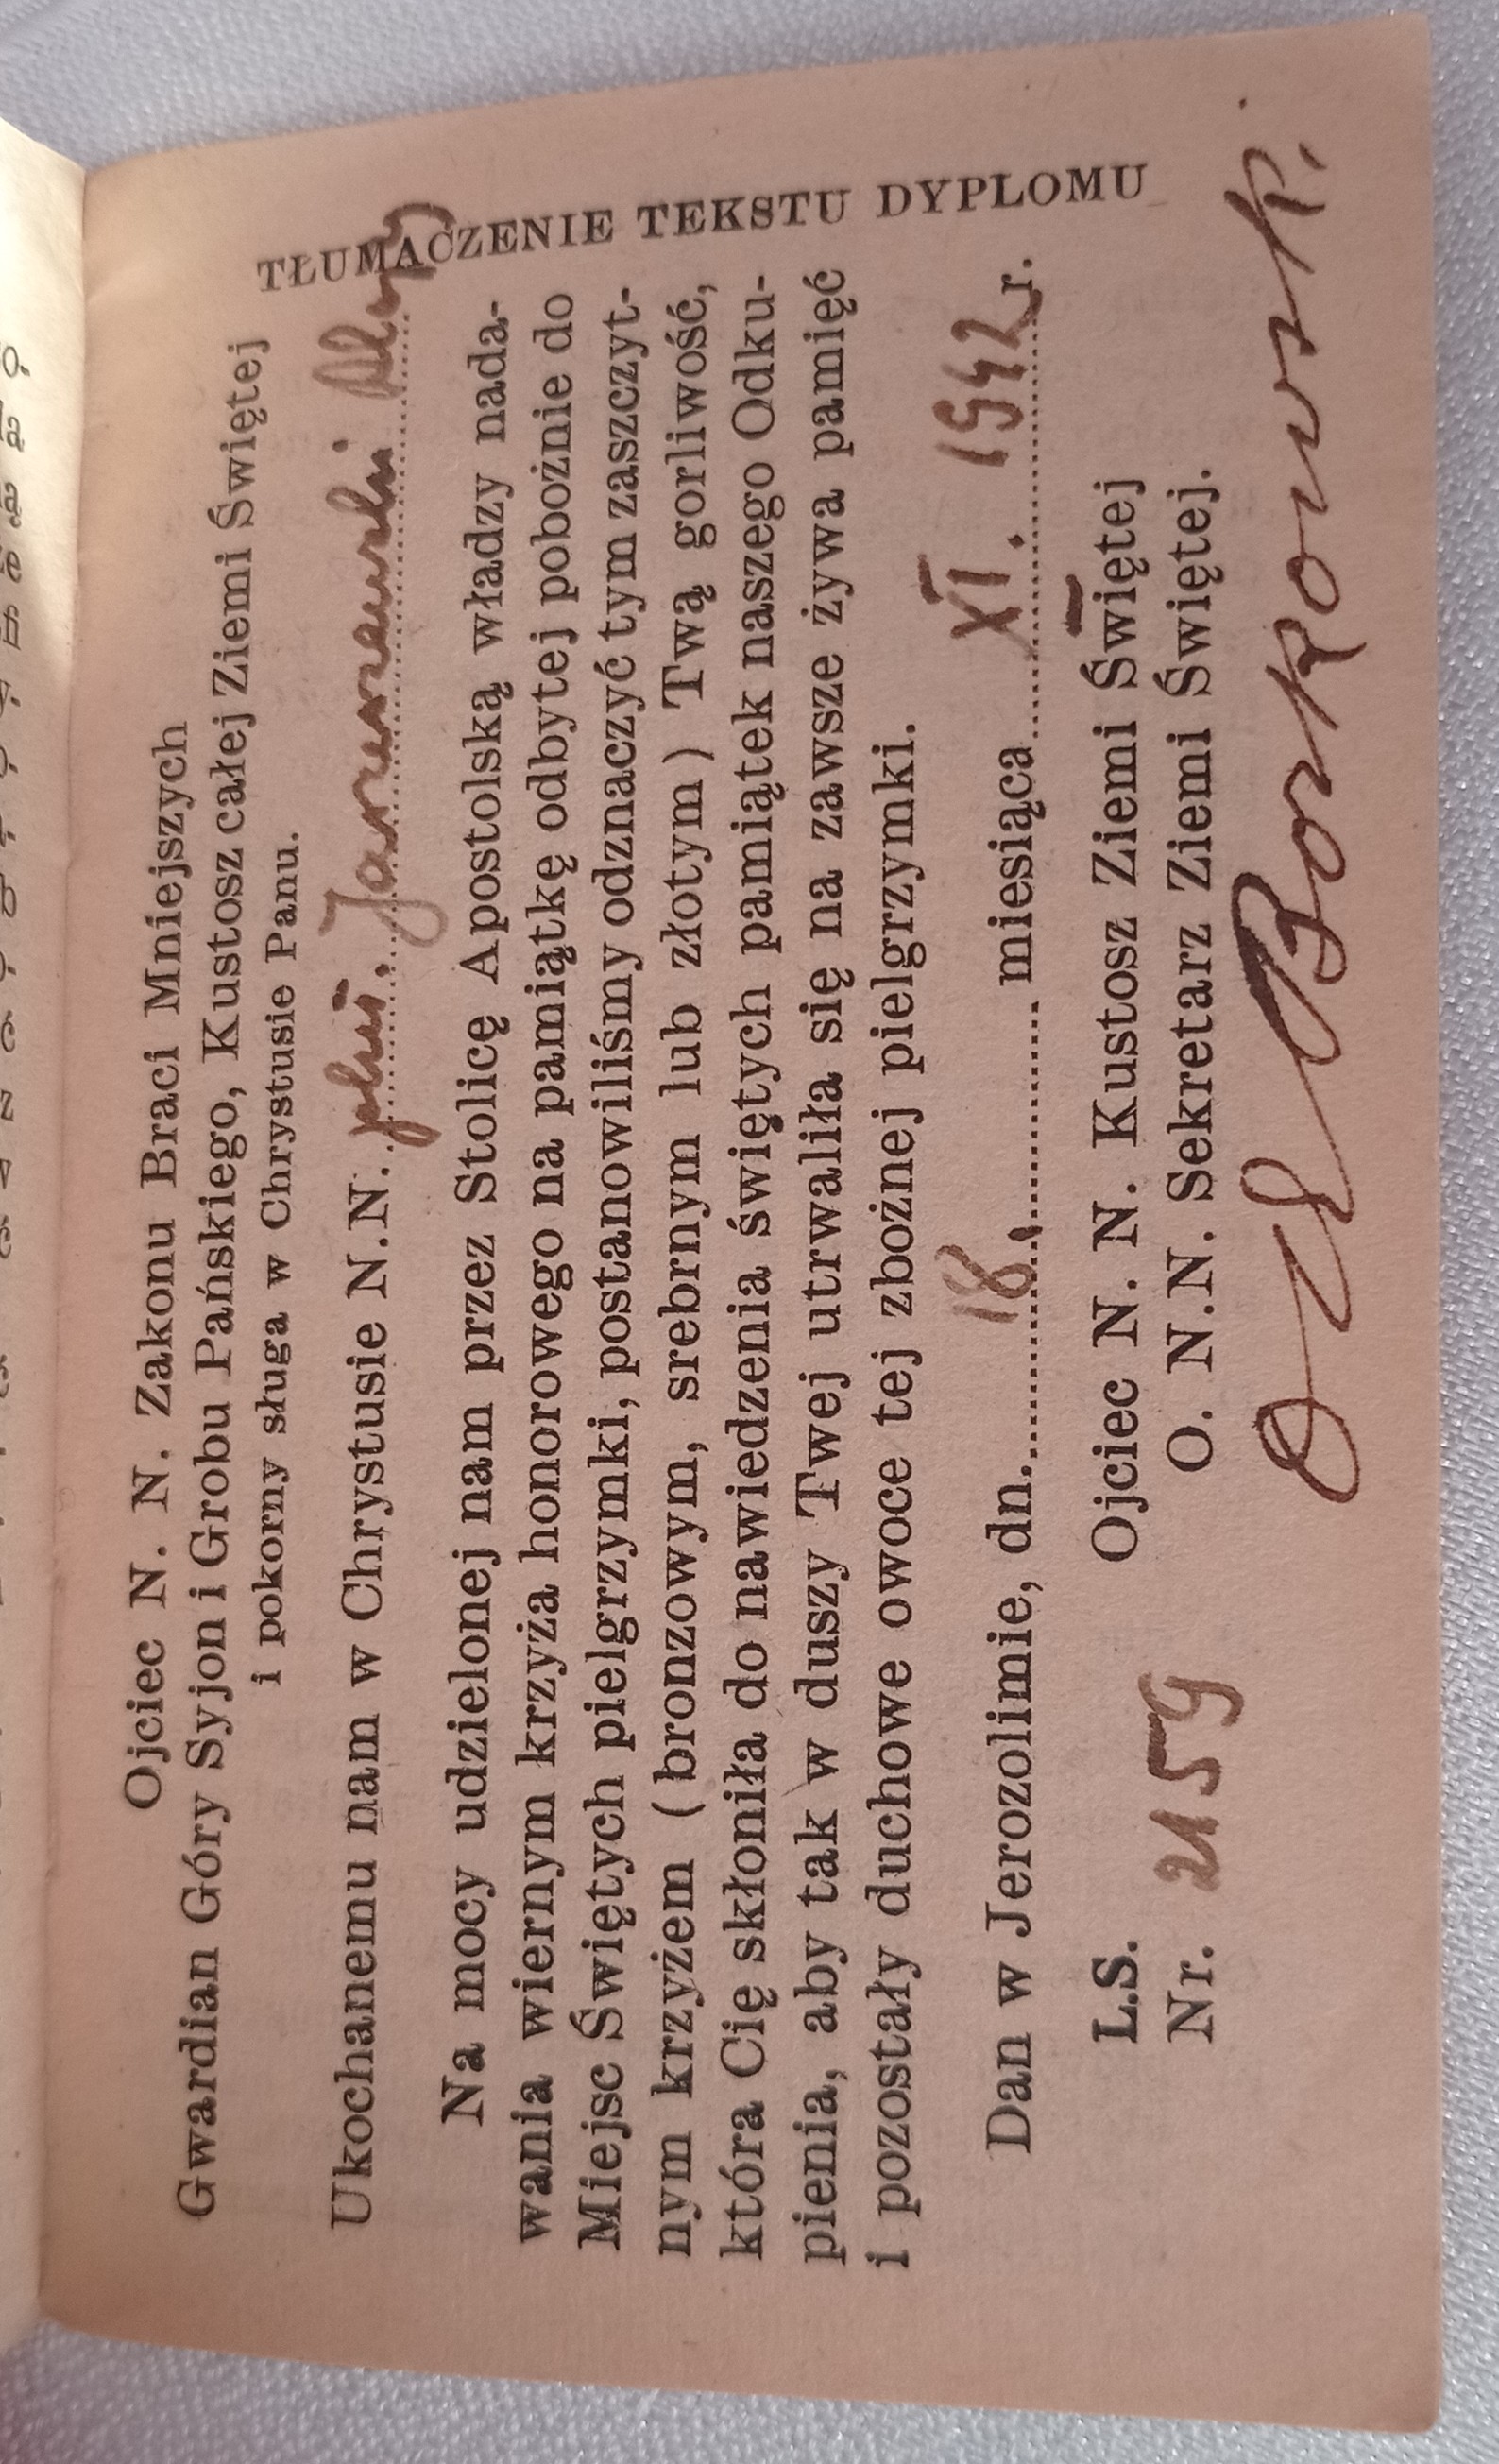 TŁUMACZENIE TEKSTU DYPLOMU
Ojciec N. N. Zakonu Braci Mniejszych
Gwardian Góry Syjon i Grobu Pańskiego, Kustosz całej Ziemi Świętej
i pokorny sługa w Chrystusie Panu.
Ukochanemu nam w Chrystusie N.N.
Na mocy udzielonej nam przez Stolicę Apostolską władzy nada-
wania wiernym krzyża honorowego na pamiątkę odbytej pobożnie do
Miejsc Świętych pielgrzymki, postanowiliśmy odznaczyć tym zaszczyt-
nym krzyżem (bronzowym, srebrnym lub złotym) Twą gorliwość,
która Cię skłoniła do nawiedzenia świętych pamiątek naszego Odku-
pienia, aby tak w duszy Twej utrwaliła się na zawsze żywa pamięć
i pozostały duchowe owoce tej zbożnej pielgrzymki.
Dan w Jerozolimie, dn. 18. miesiąca XI. 1942 r.
L.S. Ojciec N. N. Kustosz Ziemi Świętej
Nr. O. N.N. Sekretarz Ziemi Świętej.